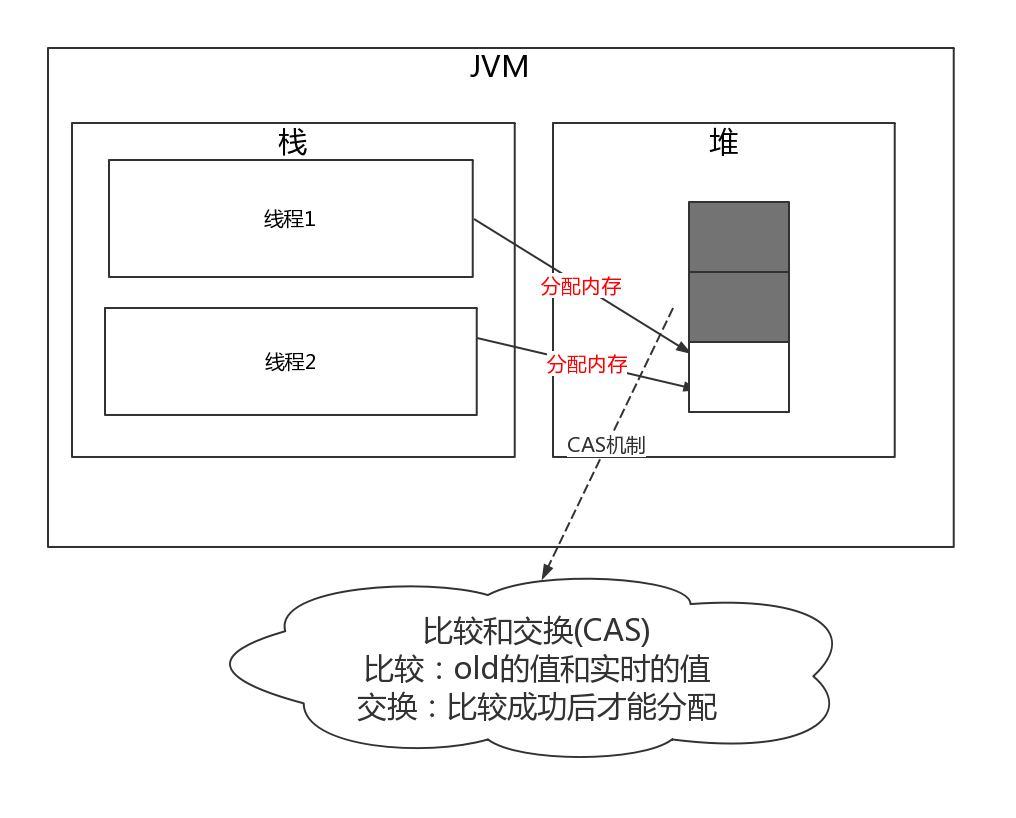 JVM
栈
堆
线程1
分配内存
线程2
分配内存
CAS机制
比较和交换(CAS)
比较：old的值和实时的值
交换：比较成功后才能分配